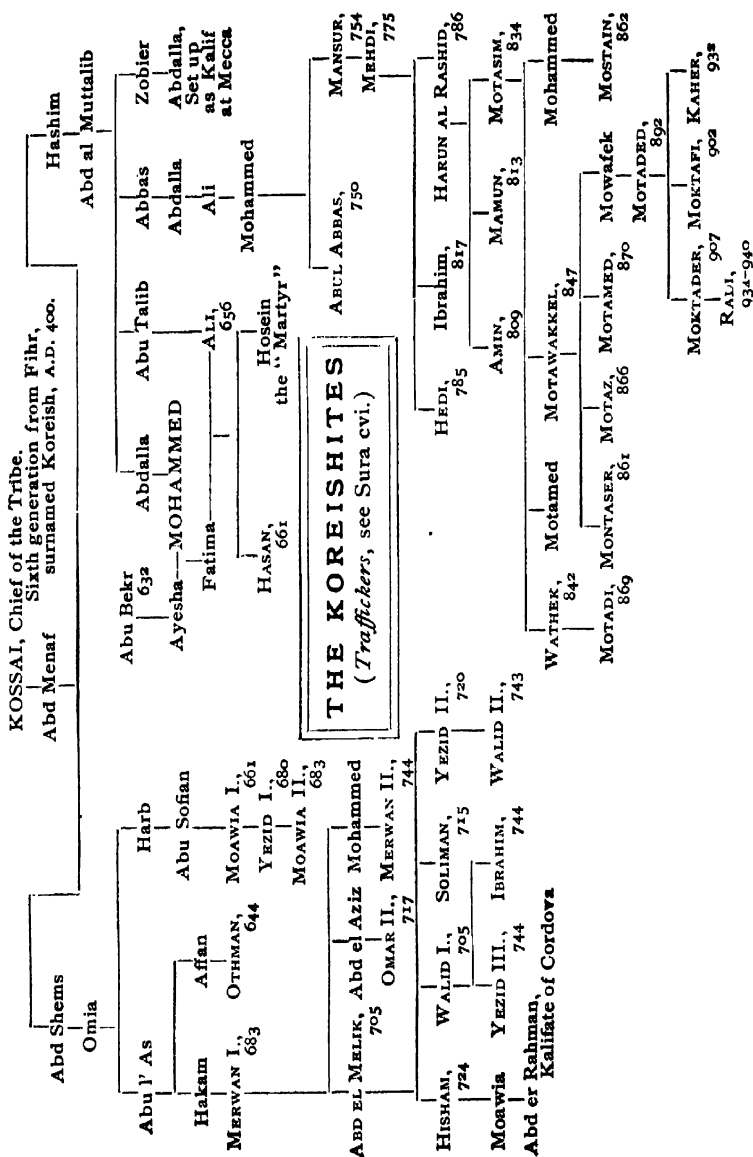 KOSSAI, Chief of the Tribe.
Sixth generation from Fihr,
surnamed Koreish, A.D. 400.
Abd Menaf
Abd Shems
Hashim
Omia
Abd al Muttalib
Abu l' As
Harb
Abu Bekr
632
Abdalla
Abu Talib
Abbas
Zobier
Hakam
Affan
Abu Sofian
Ayesha—MOHAMMED
Abdalla
Abdalla,
Set up
as Kalif
at Mecca
MERWAN I.,
683
OTHMAN,
644
MOAWIA I.,
661
YEZID I.,
680
MOAWIA II.,
683
Fatima
ALI,
656
Ali
HASAN,
661
Hosein
the "Martyr"
Mohammed
THE KOREISHITES
(Traffickers, see Sura cvi.)
ABD EL MELIK,
705
Abd el Aziz
Mohammed
ABUL ABBAS,
750
MANSUR,
754
OMAR II.,
717
MERWAN II.,
744
MEHDI,
775
HISHAM,
724
WALID I.,
705
SOLIMAN,
715
YEZID II.,
720
HEDI,
785
Ibrahim,
817
HARUN AL RASHID,
786
Moawia
YEZID III.,
744
IBRAHIM,
744
WALID II.,
743
AMIN,
809
MAMUN,
813
MOTASIM,
834
Abd er Rahman,
Kalifate of Cordova
WATHEK,
842
Motamed
MOTAWAKKEL,
847
Mohammed
MOTADI,
869
MONTASER,
861
MOTAZ,
866
MOTAMED,
870
Mowafek
MOSTAIN,
862
MOTADED,
892
MOKTADER,
907
MOKTAFI,
902
KAHER,
932
RADI,
934-940